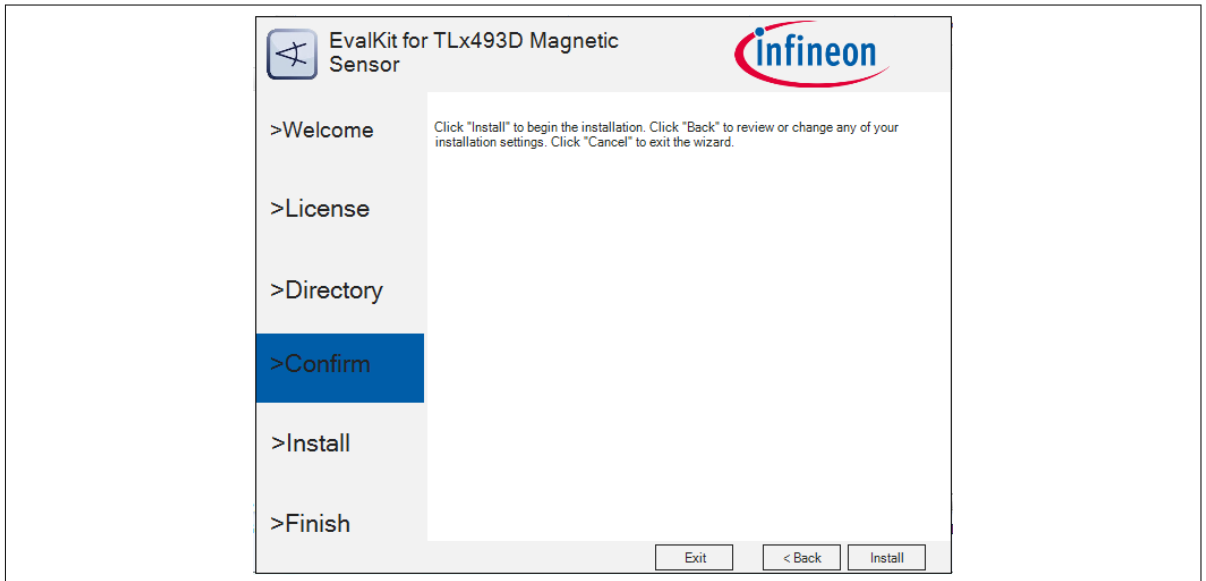 EvalKit for TLx493D Magnetic
Sensor
infineon
>Welcome
Click "Install" to begin the installation. Click "Back" to review or change any of your
installation settings. Click "Cancel" to exit the wizard.
>License
>Directory
>Confirm
>Install
>Finish
Exit
< Back
Install